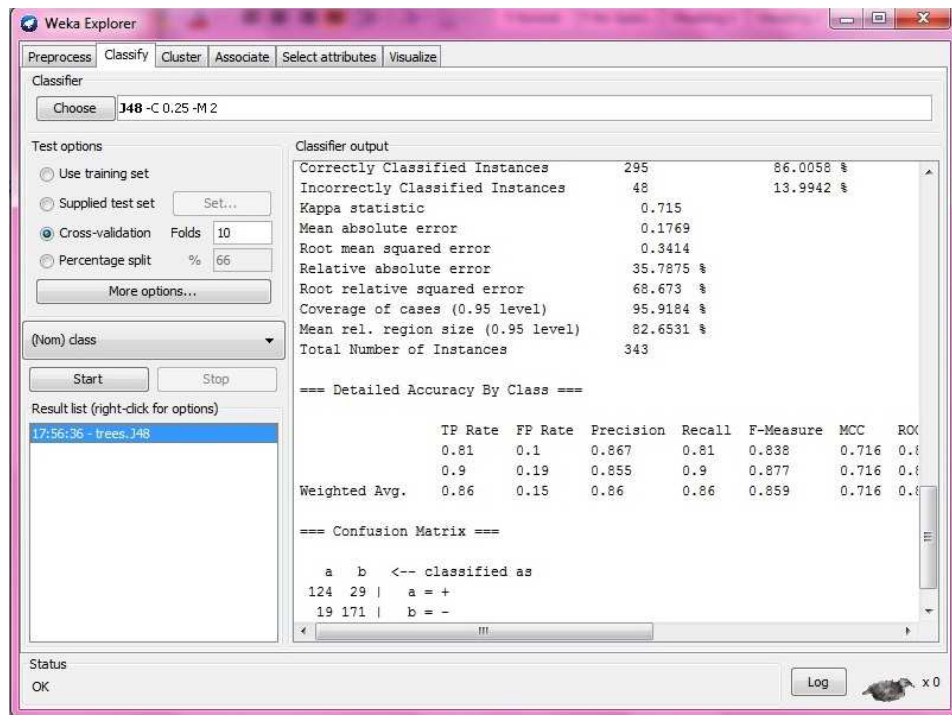 Weka Explorer
Preprocess Classify Cluster Associate Select attributes Visualize
Classifier
Choose J48 -C 0.25 -M 2
Test options
Use training set
Supplied test set Set...
Cross-validation Folds 10
Percentage split % 66
More options...
(Nom) class
Start Stop
Result list (right-click for options)
17:56:36 - trees.J48
Classifier output
Correctly Classified Instances 295 86.0058 %
Incorrectly Classified Instances 48 13.9942 %
Kappa statistic 0.715
Mean absolute error 0.1769
Root mean squared error 0.3414
Relative absolute error 35.7875 %
Root relative squared error 68.673 %
Coverage of cases (0.95 level) 95.9184 %
Mean rel. region size (0.95 level) 82.6531 %
Total Number of Instances 343
=== Detailed Accuracy By Class ===
TP Rate FP Rate Precision Recall F-Measure MCC ROC
0.81 0.1 0.867 0.81 0.838 0.716
0.9 0.19 0.855 0.9 0.877 0.716
Weighted Avg. 0.86 0.15 0.86 0.86 0.859 0.716
=== Confusion Matrix ===
a b <-- classified as
124 29 | a = +
19 171 | b = -
Status
OK
Log x 0